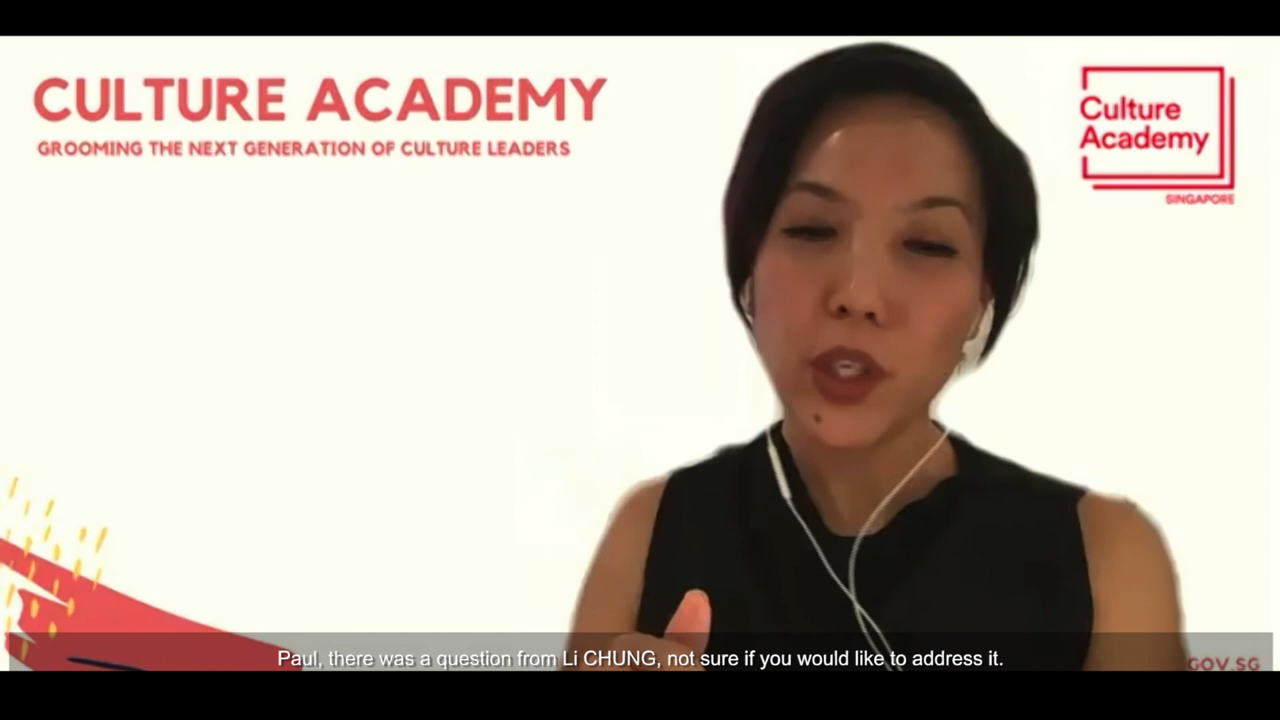 CULTURE ACADEMY
GROOMING THE NEXT GENERATION OF CULTURE LEADERS
Culture
Academy
SINGAPORE
Paul, there was a question from Li CHUNG, not sure if you would like to address it.
GOV.SG